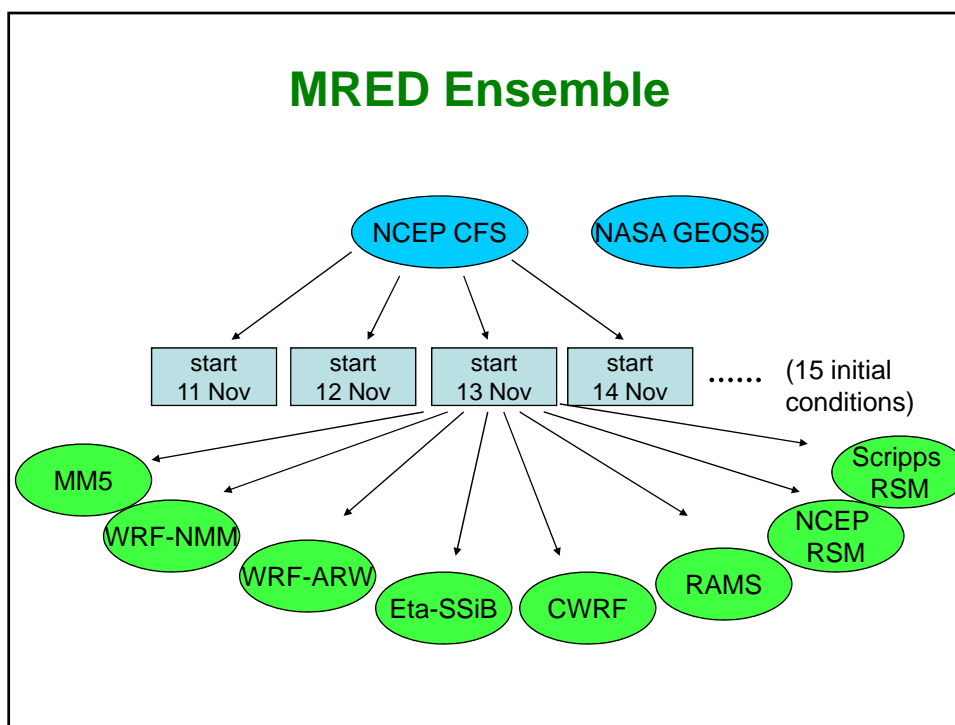 MRED Ensemble
NCEP CFS
NASA GEOS5
start
11 Nov
start
12 Nov
start
13 Nov
start
14 Nov
......
(15 initial
conditions)
MM5
WRF-NMM
WRF-ARW
Eta-SSiB
CWRF
RAMS
NCEP
RSM
Scripps
RSM